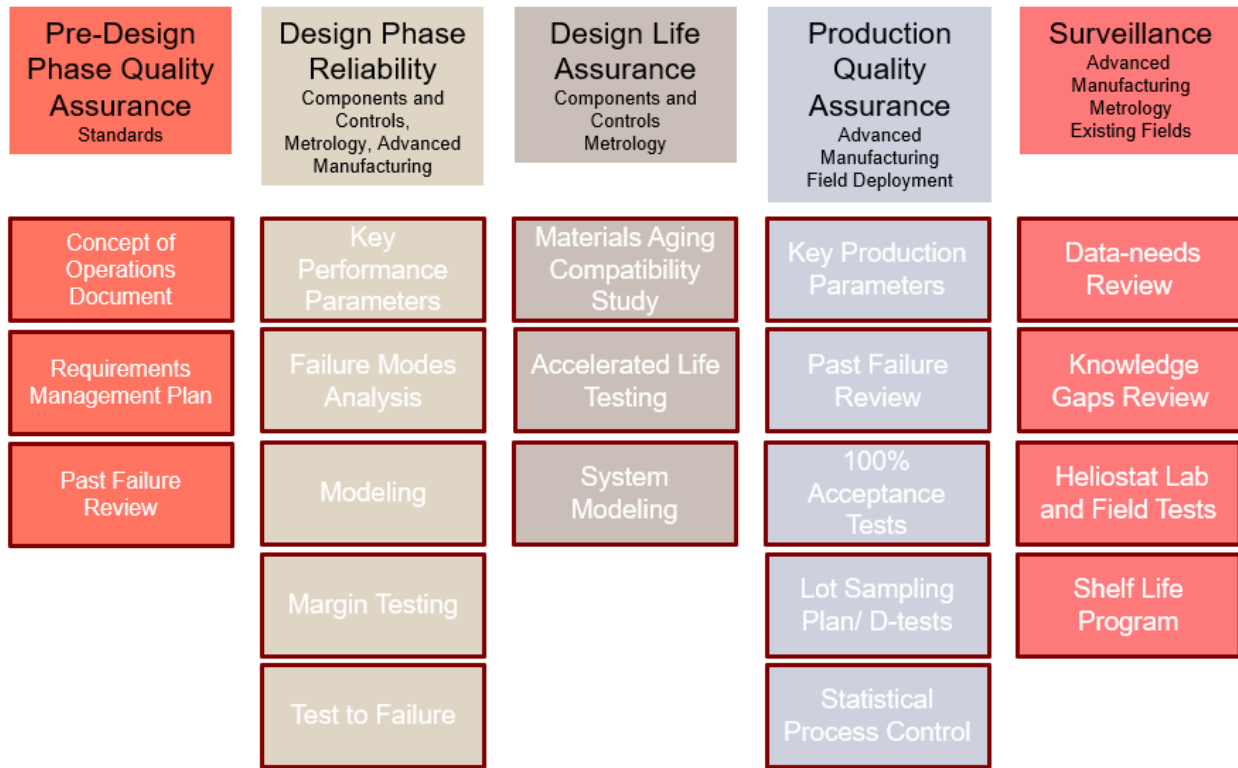 Pre-Design
Phase Quality
Assurance
Standards
Design Phase
Reliability
Components and
Controls,
Metrology, Advanced
Manufacturing
Design Life
Assurance
Components and
Controls
Metrology
Production
Quality
Assurance
Advanced
Manufacturing
Field Deployment
Surveillance
Advanced
Manufacturing
Metrology
Existing Fields
Concept of
Operations
Document
Key
Performance
Parameters
Materials Aging
Compatibility
Study
Key Production
Parameters
Data-needs
Review
Requirements
Management Plan
Failure Modes
Analysis
Accelerated Life
Testing
Past Failure
Review
Knowledge
Gaps Review
Past Failure
Review
Modeling
System
Modeling
100%
Acceptance
Tests
Heliostat Lab
and Field Tests
Margin Testing
Lot Sampling
Plan/ D-tests
Shelf Life
Program
Test to Failure
Statistical
Process Control